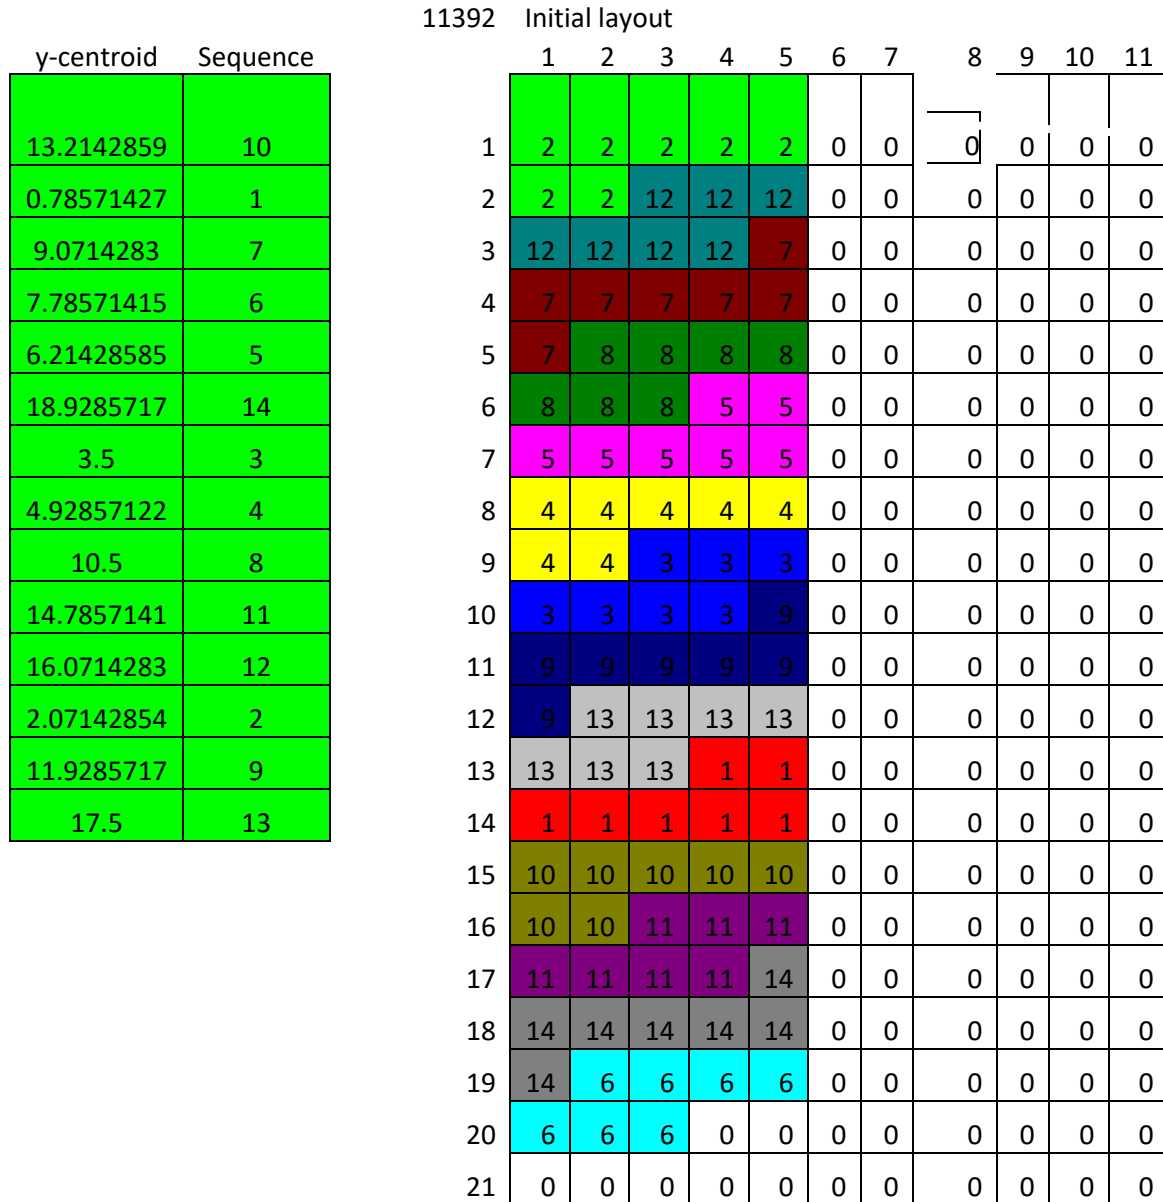 11392 Initial layout
y-centroid Sequence 1 2 3 4 5 6 7 8 9 10 11
13.2142859 10 1 2 2 2 2 2 0 0 0 0 0 0
0.78571427 1 2 2 2 12 12 12 0 0 0 0 0 0
9.0714283 7 3 12 12 12 12 7 0 0 0 0 0 0
7.78571415 6 4 7 7 7 7 7 0 0 0 0 0 0
6.21428585 5 5 7 8 8 8 8 0 0 0 0 0 0
18.9285717 14 6 8 8 8 5 5 0 0 0 0 0 0
3.5 3 7 5 5 5 5 5 0 0 0 0 0 0
4.92857122 4 8 4 4 4 4 4 0 0 0 0 0 0
10.5 8 9 4 4 3 3 3 0 0 0 0 0 0
14.7857141 11 10 3 3 3 3 9 0 0 0 0 0 0
16.0714283 12 11 9 9 9 9 9 0 0 0 0 0 0
2.07142854 2 12 9 13 13 13 13 0 0 0 0 0 0
11.9285717 9 13 13 13 13 1 1 0 0 0 0 0 0
17.5 13 14 1 1 1 1 1 0 0 0 0 0 0
15 10 10 10 10 10 0 0 0 0 0 0
16 10 10 11 11 11 0 0 0 0 0 0
17 11 11 11 11 14 0 0 0 0 0 0
18 14 14 14 14 14 0 0 0 0 0 0
19 14 6 6 6 6 0 0 0 0 0 0
20 6 6 6 0 0 0 0 0 0 0 0
21 0 0 0 0 0 0 0 0 0 0 0